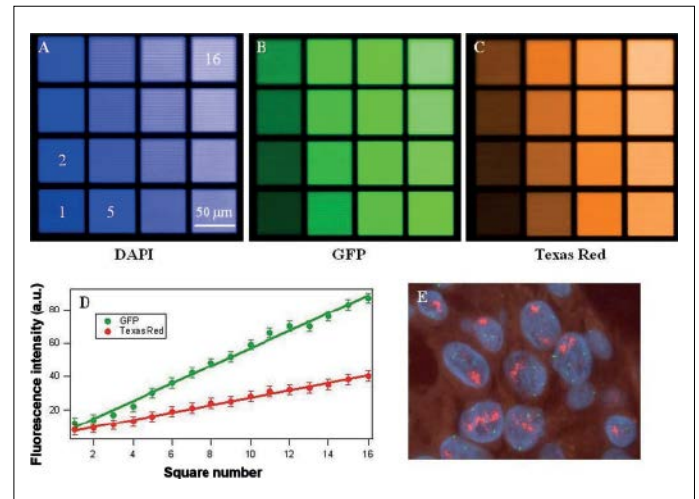 A
16
2
1
5
50 µm
B
C
DAPI
GFP
Texas Red
D
GFP
TexasRed
Fluorescence intensity (a.u.)
80
60
40
20
2
4
6
8
10
12
14
16
Square number
E